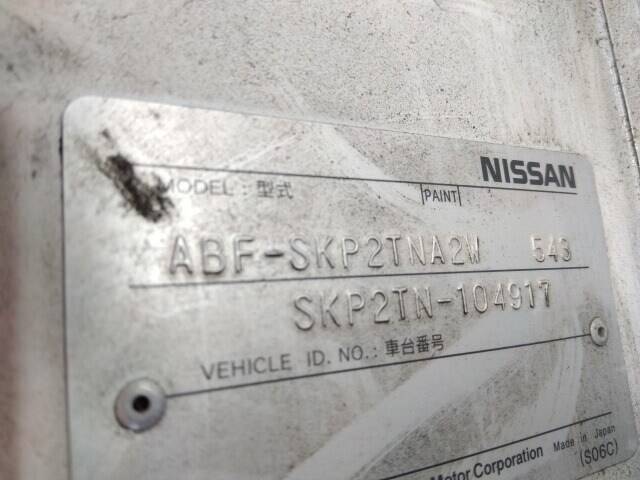 NISSAN
MODEL : 型式 PAINT
ABF-SKP2TNA2W 543
SKP2TN-104917
VEHICLE ID. NO. : 車台番号
Motor Corporation Made in Japan
(S06C)